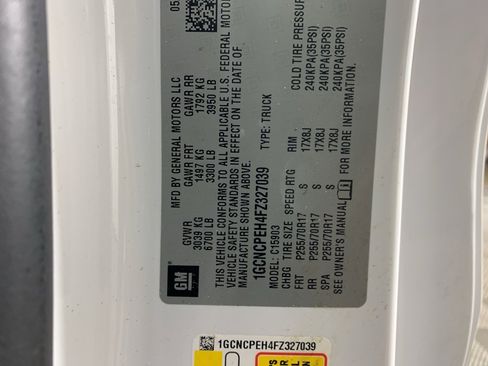 MFD BY GENERAL MOTORS LLC 05
GVWR GAWR FRT GAWR RR
3039 KG 1497 KG 1792 KG
6700 LB 3300 LB 3950 LB
THIS VEHICLE CONFORMS TO ALL APPLICABLE U.S. FEDERAL MOTOR
VEHICLE SAFETY STANDARDS IN EFFECT ON THE DATE OF
MANUFACTURE SHOWN ABOVE.
1GCNCPEH4FZ327039
C15903 TYPE: TRUCK
CHBG TIRE SIZE SPEED RTG RIM COLD TIRE PRESSUR
FRT P255/70R17 S 17X8J 240KPA(35PSI)
RR P255/70R17 S 17X8J 240KPA(35PSI)
SPA P255/70R17 S 17X8J 240KPA(35PSI)
SEE OWNER'S MANUAL FOR MORE INFORMATION.
GM
1GCNCPEH4FZ327039